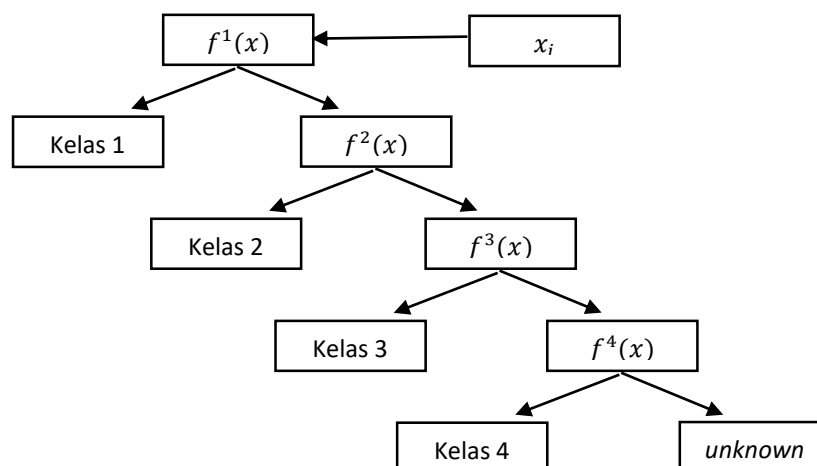 f¹(x)
xᵢ
Kelas 1
f²(x)
Kelas 2
f³(x)
Kelas 3
f⁴(x)
Kelas 4
unknown